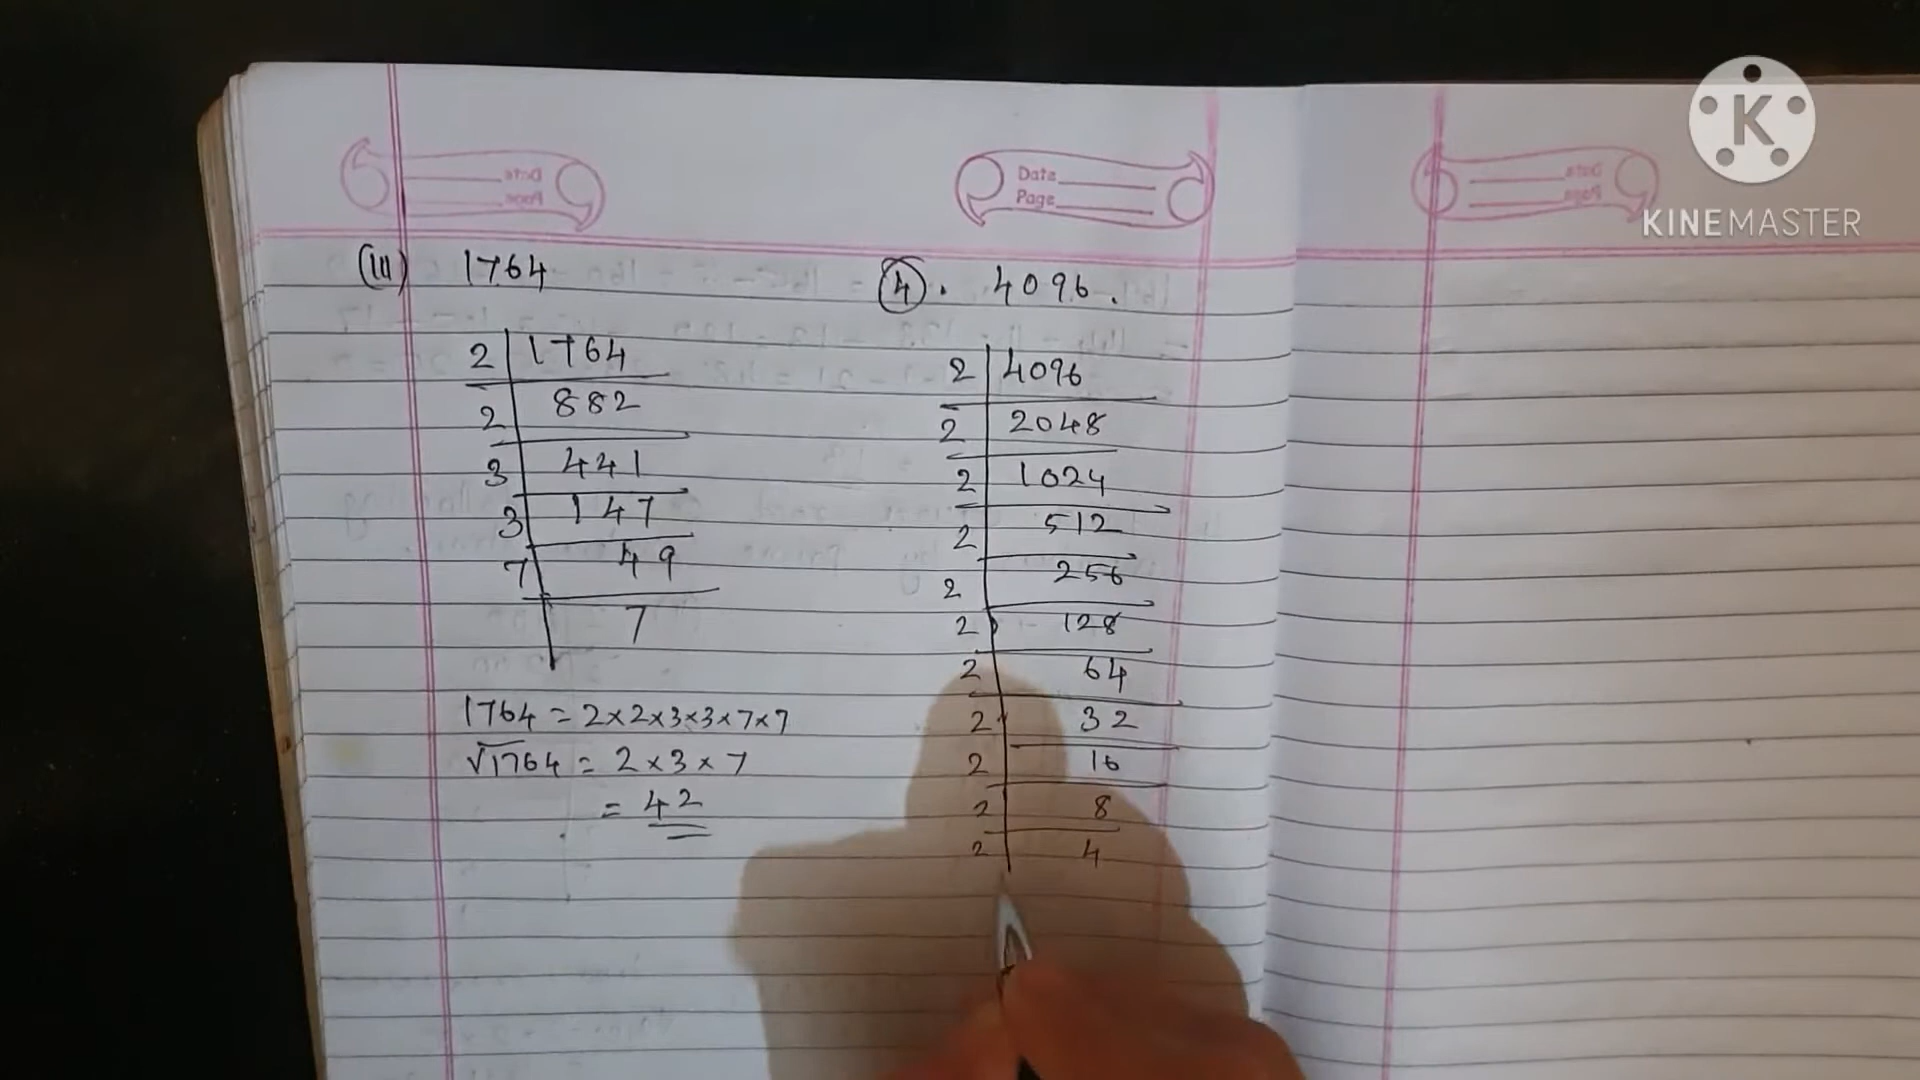 K
KINEMASTER
Date
Page
(iii) 1764
2 | 1764
2 | 882
3 | 441
3 | 147
7 | 49
7
1764 = 2×2×3×3×7×7
√1764 = 2×3×7
= 42
4. 4096.
2 | 4096
2 | 2048
2 | 1024
2 | 512
2 | 256
2 | 128
2 | 64
2 | 32
2 | 16
2 | 8
2 | 4